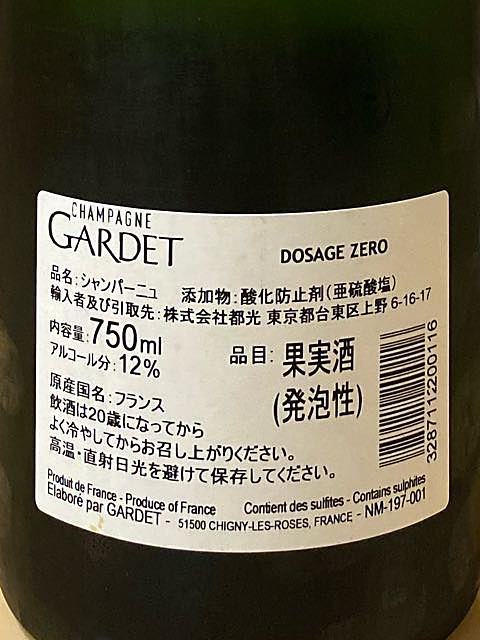 CHAMPAGNE
GARDET
DOSAGE ZERO
品名:シャンパーニュ 添加物:酸化防止剤(亜硫酸塩)
輸入者及び引取先:株式会社都光 東京都台東区上野 6-16-17
内容量:750ml
アルコール分:12%
品目:果実酒
(発泡性)
原産国名:フランス
飲酒は20歳になってから
よく冷やしてからお召し上がりください。
高温・直射日光を避けて保存してください。
3287112200116
Produit de France - Produce of France Contient des sulfites - Contains sulphites
Elaboré par GARDET - 51500 CHIGNY-LES-ROSES, FRANCE - NM-197-001